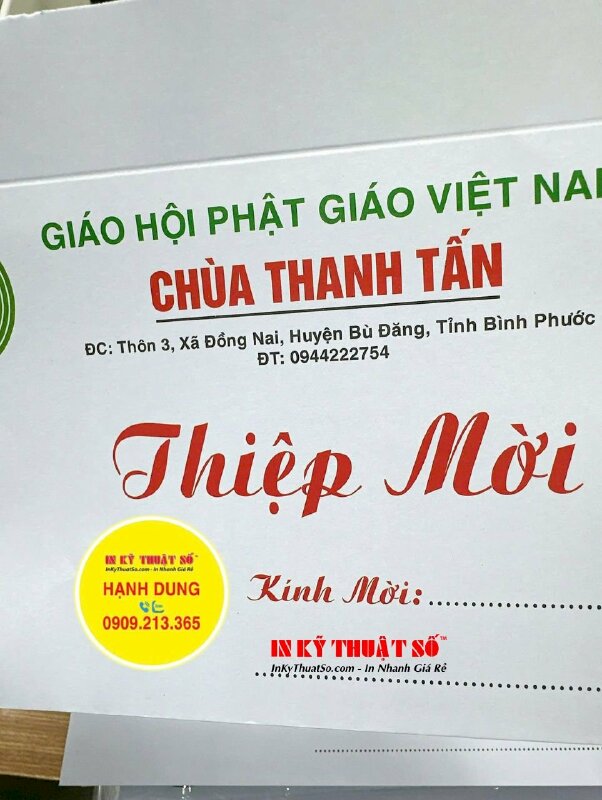 GIÁO HỘI PHẬT GIÁO VIỆT NAM
CHÙA THANH TẤN
ĐC: Thôn 3, Xã Đồng Nai, Huyện Bù Đăng, Tỉnh Bình Phước
ĐT: 0944222754
Thiệp Mời
IN KỸ THUẬT SỐ™
InKyThuatSo.com - In Nhanh Giá Rẻ
HẠNH DUNG
0909.213.365
Kính Mời:
IN KỸ THUẬT SỐ™
InKyThuatSo.com - In Nhanh Giá Rẻ